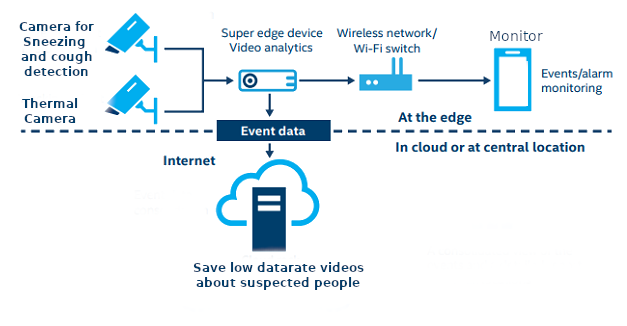 Camera for
Sneezing
and cough
detection
Super edge device
Video analytics
Wireless network/
Wi-Fi switch
Monitor
Events/alarm
monitoring
Thermal
Camera
At the edge
Event data
In cloud or at central location
Internet
Save low datarate videos
about suspected people